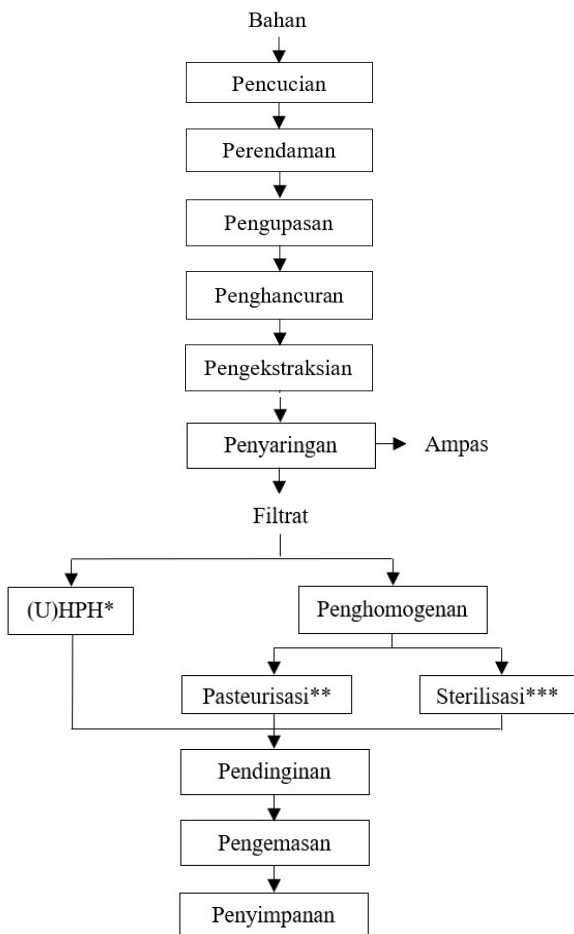 Bahan
Pencucian
Perendaman
Pengupasan
Penghancuran
Pengekstraksian
Penyaringan
Ampas
Filtrat
(U)HPH*
Penghomogenan
Pasteurisasi**
Sterilisasi***
Pendinginan
Pengemasan
Penyimpanan